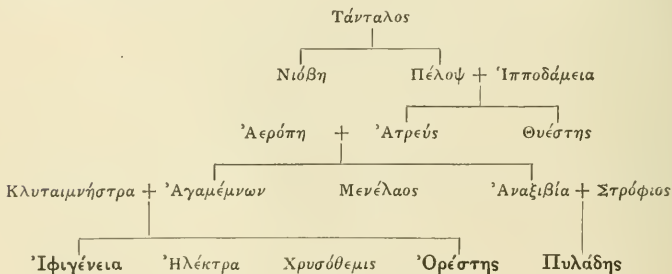 Τάνταλος
Νιόβη Πέλοψ + Ἱπποδάμεια
Ἀερόπη + Ἀτρεύς Θυέστης
Κλυταιμνήστρα + Ἀγαμέμνων Μενέλαος Ἀναξιβία + Στρόφιος
Ἰφιγένεια Ἠλέκτρα Χρυσόθεμις Ὀρέστης Πυλάδης